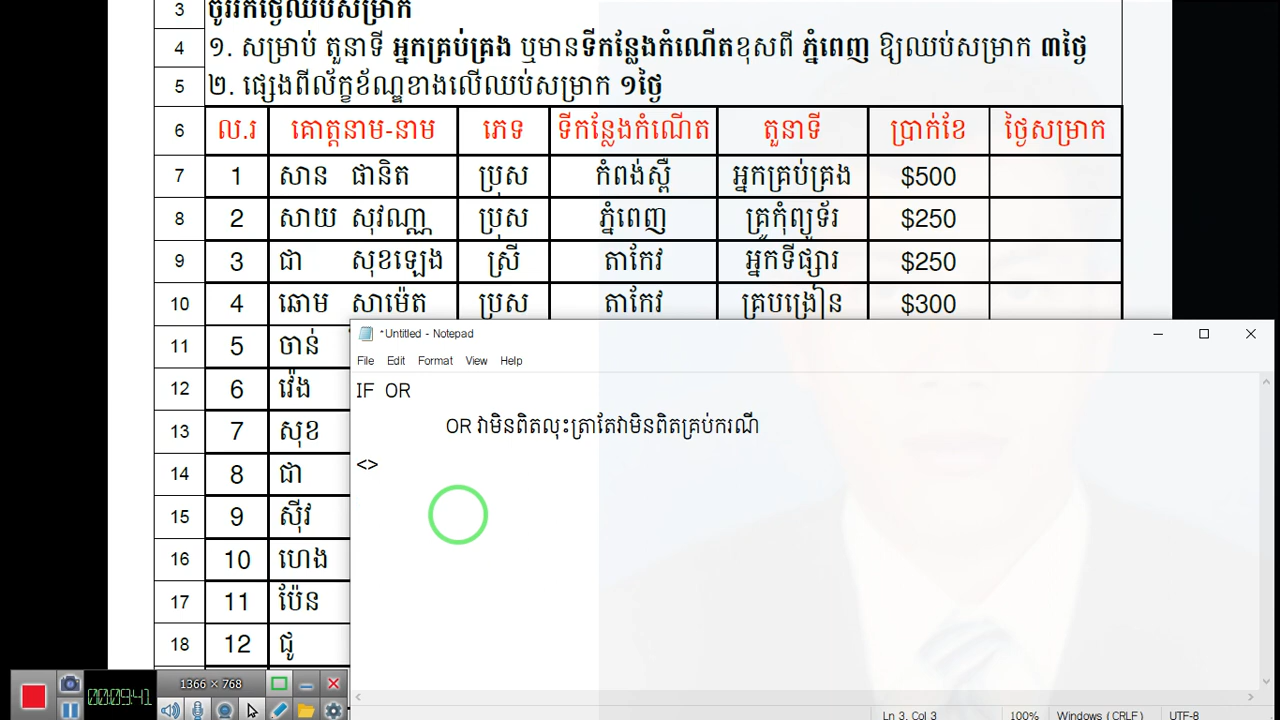 3 ចូររកថ្ងៃឈប់សម្រាក
4 ១. សម្រាប់ តួនាទី អ្នកគ្រប់គ្រង ឬមានទីកន្លែងកំណើតខុសពី ភ្នំពេញ ឱ្យឈប់សម្រាក ៣ថ្ងៃ
5 ២. ផ្សេងពីល័ក្ខខ័ណ្ឌខាងលើឈប់សម្រាក ១ថ្ងៃ
6 ល.រ គោត្តនាម-នាម ភេទ ទីកន្លែងកំណើត តួនាទី ប្រាក់ខែ ថ្ងៃសម្រាក
7 1 សាន ផានិត ប្រុស កំពង់ស្ពឺ អ្នកគ្រប់គ្រង $500
8 2 សាយ សុវណ្ណា ប្រុស ភ្នំពេញ គ្រូកុំព្យូទ័រ $250
9 3 ជា សុខឡេង ស្រី តាកែវ អ្នកទីផ្សារ $250
10 4 ឆោម សាម៉េត ប្រុស តាកែវ គ្របង្រៀន $300
11 5 ចាន់
12 6 វ៉េង
13 7 សុខ
14 8 ជា
15 9 ស៊ីវ
16 10 ហេង
17 11 ប៉ែន
18 12 ជូ
*Untitled - Notepad
File Edit Format View Help
IF OR
OR វាមិនពិតលុះត្រាតែវាមិនពិតគ្រប់ករណី
<>
Ln 3, Col 3 100% Windows (CRLF) UTF-8
00:09:41
1366 × 768